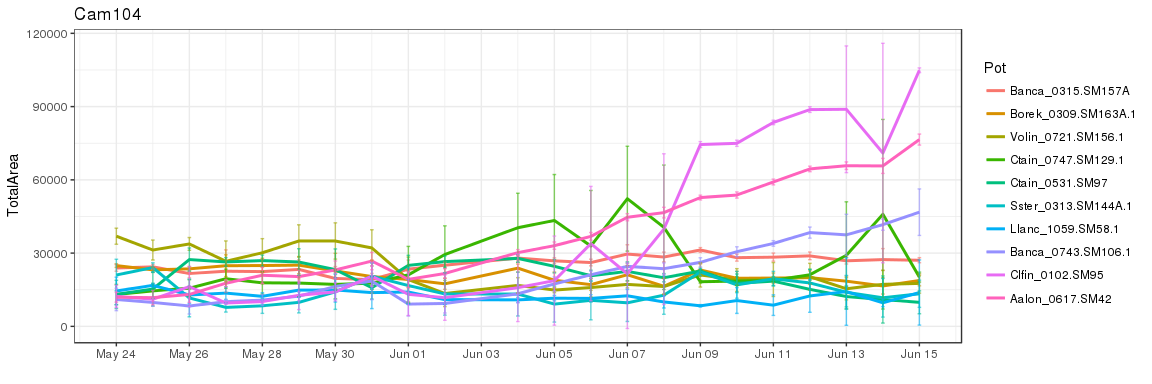 Cam104
TotalArea
120000
90000
60000
30000
0
May 24 May 26 May 28 May 30 Jun 01 Jun 03 Jun 05 Jun 07 Jun 09 Jun 11 Jun 13 Jun 15
Pot
Banca_0315.SM157A
Borek_0309.SM163A.1
Volin_0721.SM156.1
Ctain_0747.SM129.1
Ctain_0531.SM97
Sster_0313.SM144A.1
Llanc_1059.SM58.1
Banca_0743.SM106.1
Clfin_0102.SM95
Aalon_0617.SM42